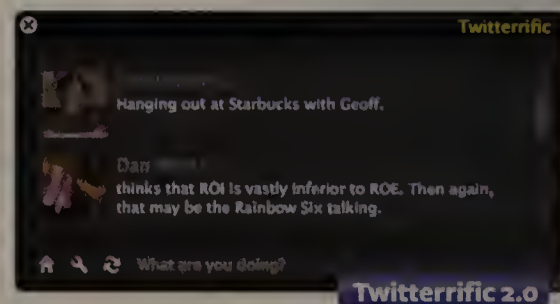 Twitterrific
Hanging out at Starbucks with Geoff.
Dan
thinks that ROI is vastly inferior to ROE. Then again,
that may be the Rainbow Six talking.
What are you doing?
Twitterrific 2.0